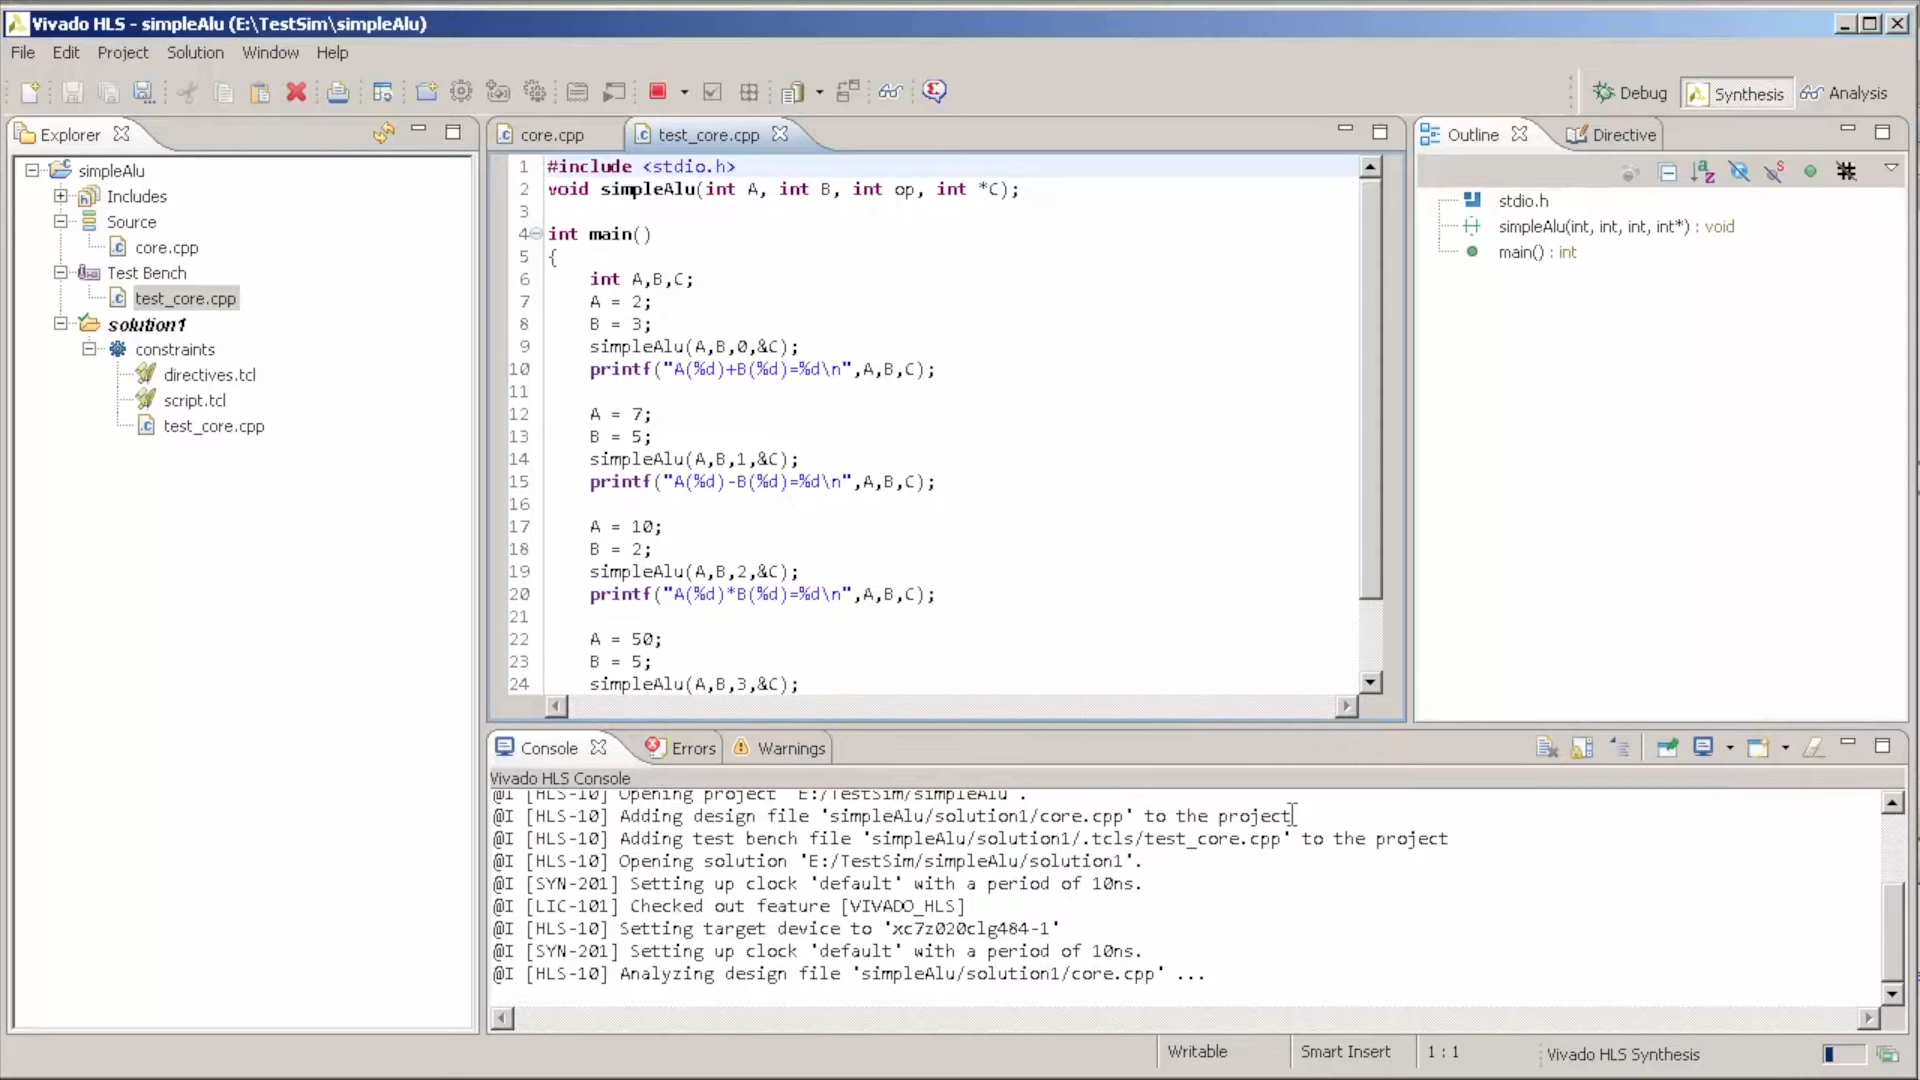 Vivado HLS - simpleAlu (E:\TestSim\simpleAlu)
File Edit Project Solution Window Help
Debug Synthesis Analysis
Explorer
simpleAlu
Includes
Source
core.cpp
Test Bench
test_core.cpp
solution1
constraints
directives.tcl
script.tcl
test_core.cpp
core.cpp test_core.cpp
1 #include <stdio.h>
2 void simpleAlu(int A, int B, int op, int *C);
3
4 int main()
5 {
6 int A,B,C;
7 A = 2;
8 B = 3;
9 simpleAlu(A,B,0,&C);
10 printf("A(%d)+B(%d)=%d\n",A,B,C);
11
12 A = 7;
13 B = 5;
14 simpleAlu(A,B,1,&C);
15 printf("A(%d)-B(%d)=%d\n",A,B,C);
16
17 A = 10;
18 B = 2;
19 simpleAlu(A,B,2,&C);
20 printf("A(%d)*B(%d)=%d\n",A,B,C);
21
22 A = 50;
23 B = 5;
24 simpleAlu(A,B,3,&C);
Outline Directive
stdio.h
simpleAlu(int, int, int, int*) : void
main() : int
Console Errors Warnings
Vivado HLS Console
@I [HLS-10] Opening project 'E:/TestSim/simpleAlu'.
@I [HLS-10] Adding design file 'simpleAlu/solution1/core.cpp' to the project
@I [HLS-10] Adding test bench file 'simpleAlu/solution1/.tcls/test_core.cpp' to the project
@I [HLS-10] Opening solution 'E:/TestSim/simpleAlu/solution1'.
@I [SYN-201] Setting up clock 'default' with a period of 10ns.
@I [LIC-101] Checked out feature [VIVADO_HLS]
@I [HLS-10] Setting target device to 'xc7z020clg484-1'
@I [SYN-201] Setting up clock 'default' with a period of 10ns.
@I [HLS-10] Analyzing design file 'simpleAlu/solution1/core.cpp' ...
Writable Smart Insert 1 : 1 Vivado HLS Synthesis